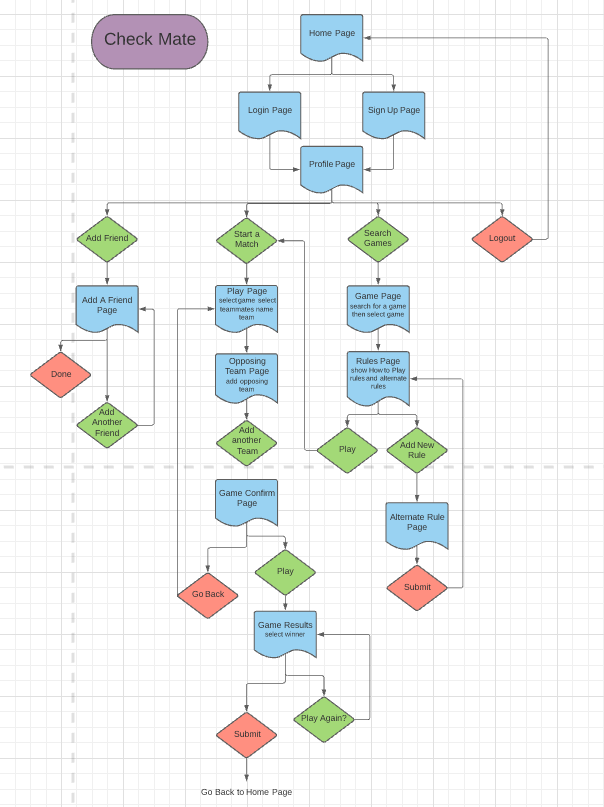 Check Mate
Home Page
Login Page
Sign Up Page
Profile Page
Add Friend
Start a
Match
Search
Games
Logout
Add A Friend
Page
Play Page
select game select
teammates name
team
Game Page
search for a game
then select game
Done
Opposing
Team Page
add opposing
team
Rules Page
show How to Play
rules and alternate
rules
Add
Another
Friend
Add
another
Team
Play
Add New
Rule
Game Confirm
Page
Alternate Rule
Page
Play
Go Back
Submit
Game Results
select winner
Submit
Play Again?
Go Back to Home Page